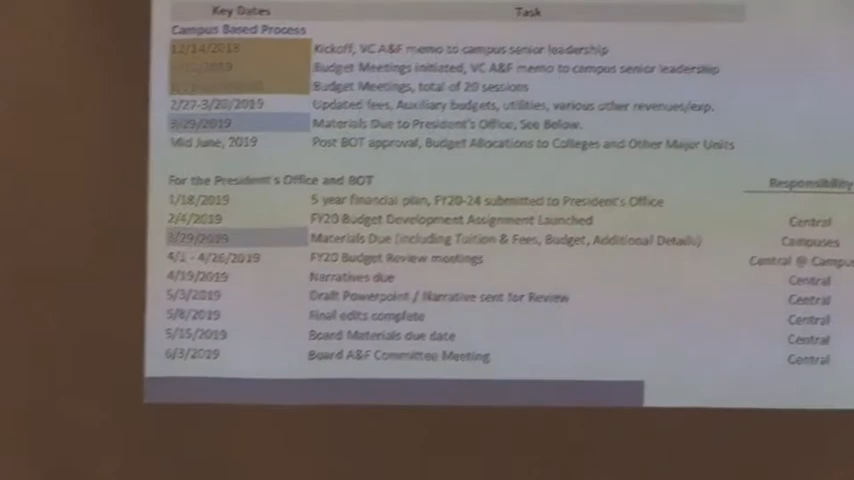 Key Dates Task
Campus Based Process
12/14/2018 Kickoff, VC A&F memo to campus senior leadership
2019 Budget Meetings initiated, VC A&F memo to campus senior leadership
Budget Meetings, total of 20 sessions
2/27-3/20/2019 Updated fees, Auxiliary budgets, utilities, various other revenues/exp.
3/29/2019 Materials Due to President's Office, See Below.
Mid June, 2019 Post BOT approval, Budget Allocations to Colleges and Other Major Units
For the President's Office and BOT Responsibility
1/18/2019 5 year financial plan, FY20-24 submitted to President's Office
2/4/2019 FY20 Budget Development Assignment Launched Central
3/29/2019 Materials Due (including Tuition & Fees, Budget, Additional Details) Campuses
4/1 - 4/26/2019 FY20 Budget Review meetings Central @ Campus
4/19/2019 Narratives due Central
5/3/2019 Draft Powerpoint / Narrative sent for Review Central
5/8/2019 Final edits complete Central
5/15/2019 Board Materials due date Central
6/3/2019 Board A&F Committee Meeting Central